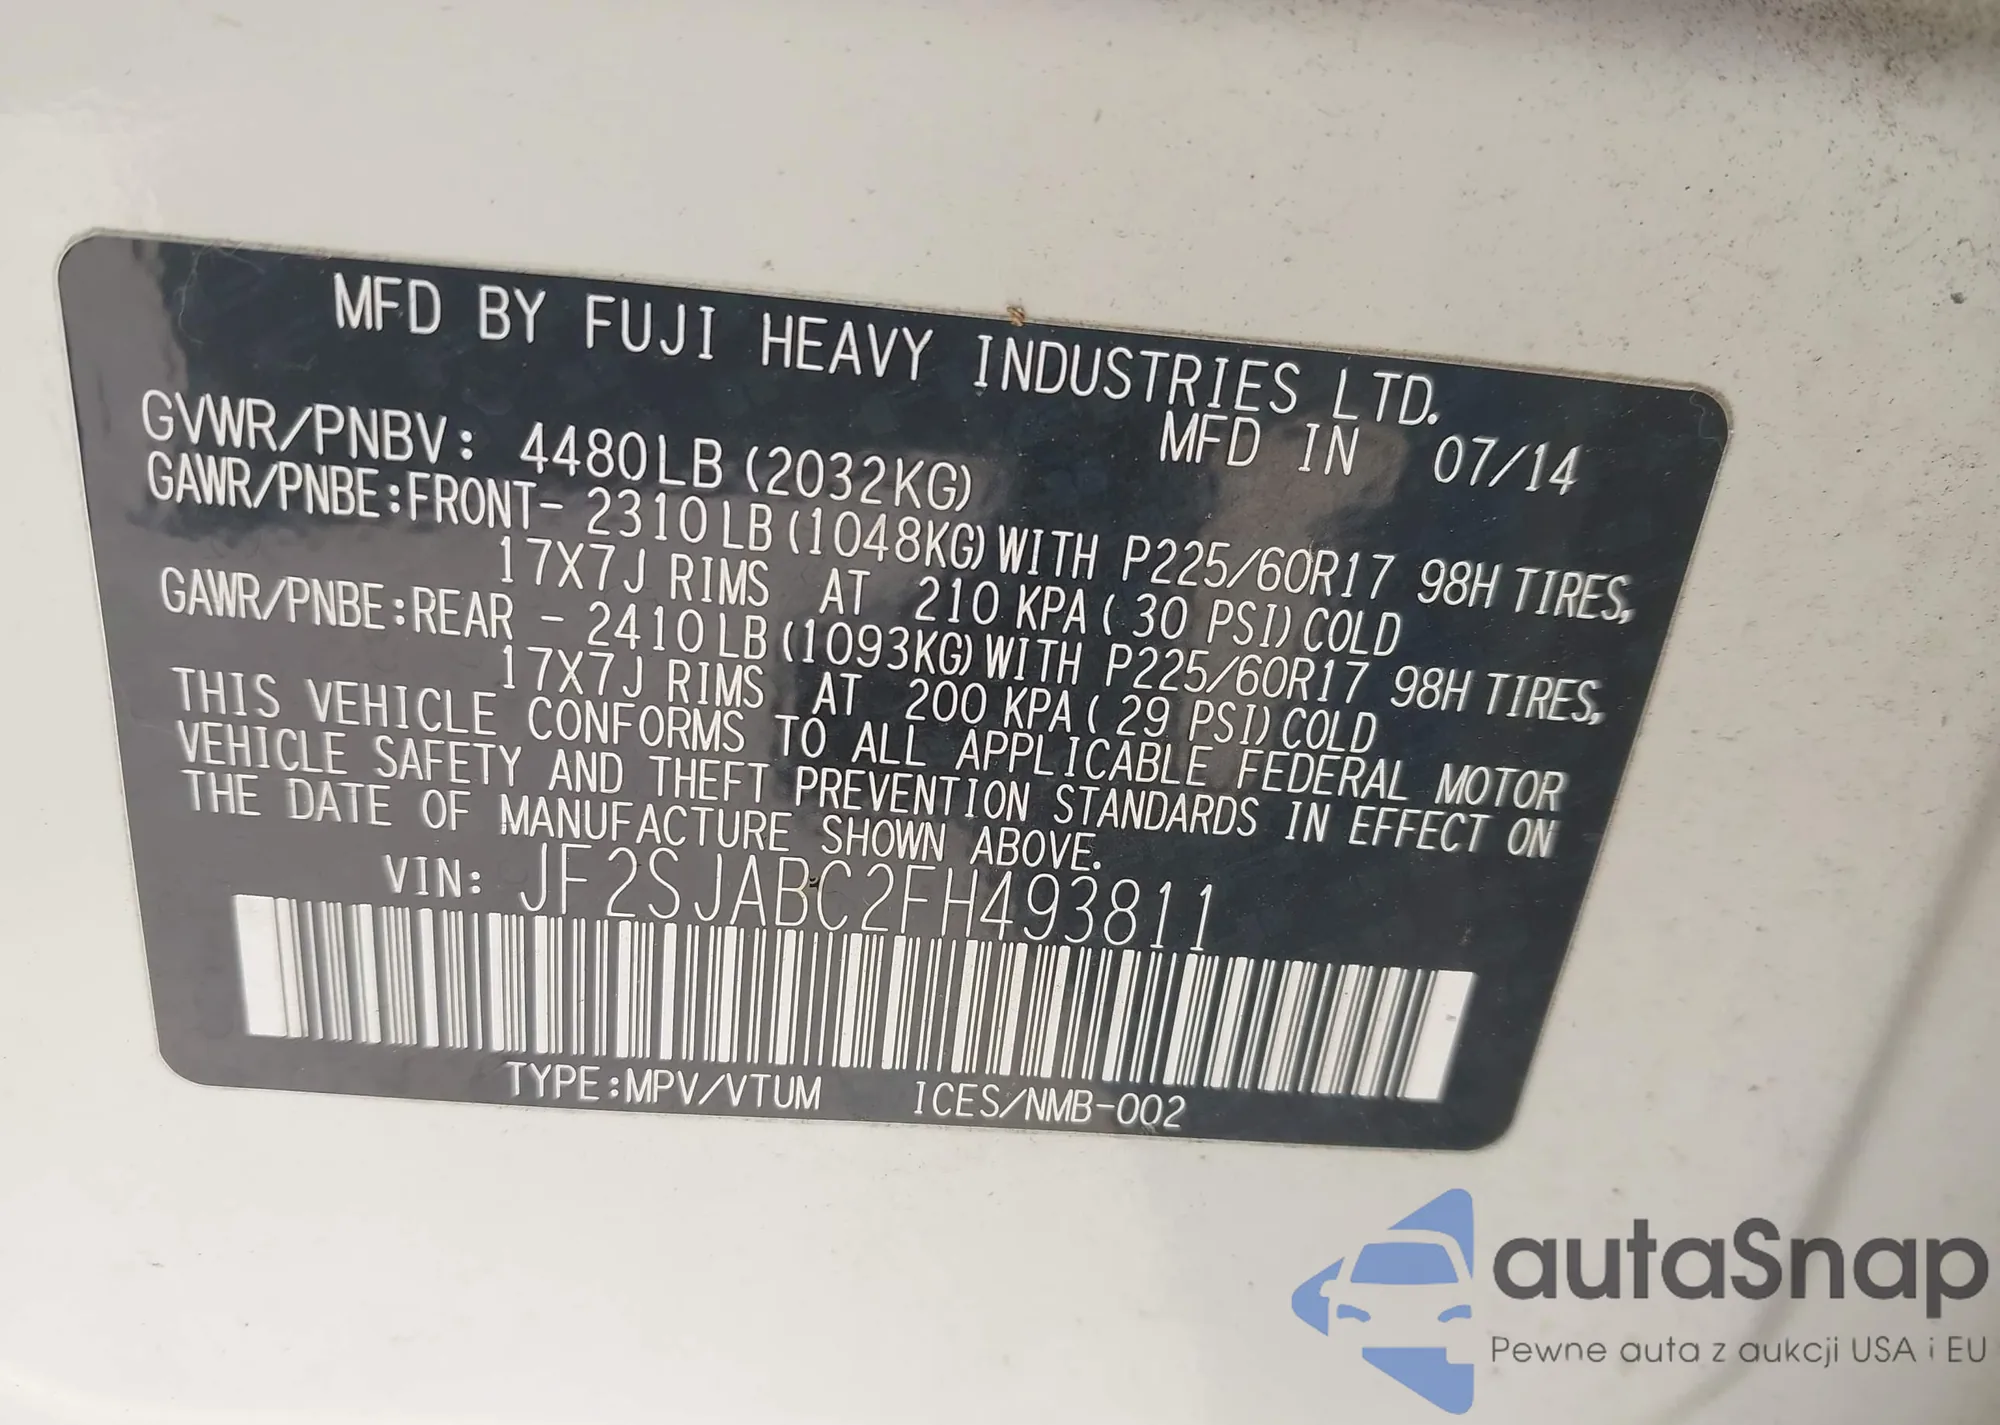 MFD BY FUJI HEAVY INDUSTRIES LTD.
MFD IN 07/14
GVWR/PNBV: 4480LB (2032KG)
GAWR/PNBE:FRONT- 2310LB(1048KG)WITH P225/60R17 98H TIRES,
17X7J RIMS AT 210 KPA( 30 PSI)COLD
GAWR/PNBE:REAR - 2410LB(1093KG)WITH P225/60R17 98H TIRES,
17X7J RIMS AT 200 KPA( 29 PSI)COLD
THIS VEHICLE CONFORMS TO ALL APPLICABLE FEDERAL MOTOR
VEHICLE SAFETY AND THEFT PREVENTION STANDARDS IN EFFECT ON
THE DATE OF MANUFACTURE SHOWN ABOVE.
VIN: JF2SJABC2FH493811
TYPE:MPV/VTUM ICES/NMB-002
autaSnap
Pewne auta z aukcji USA i EU